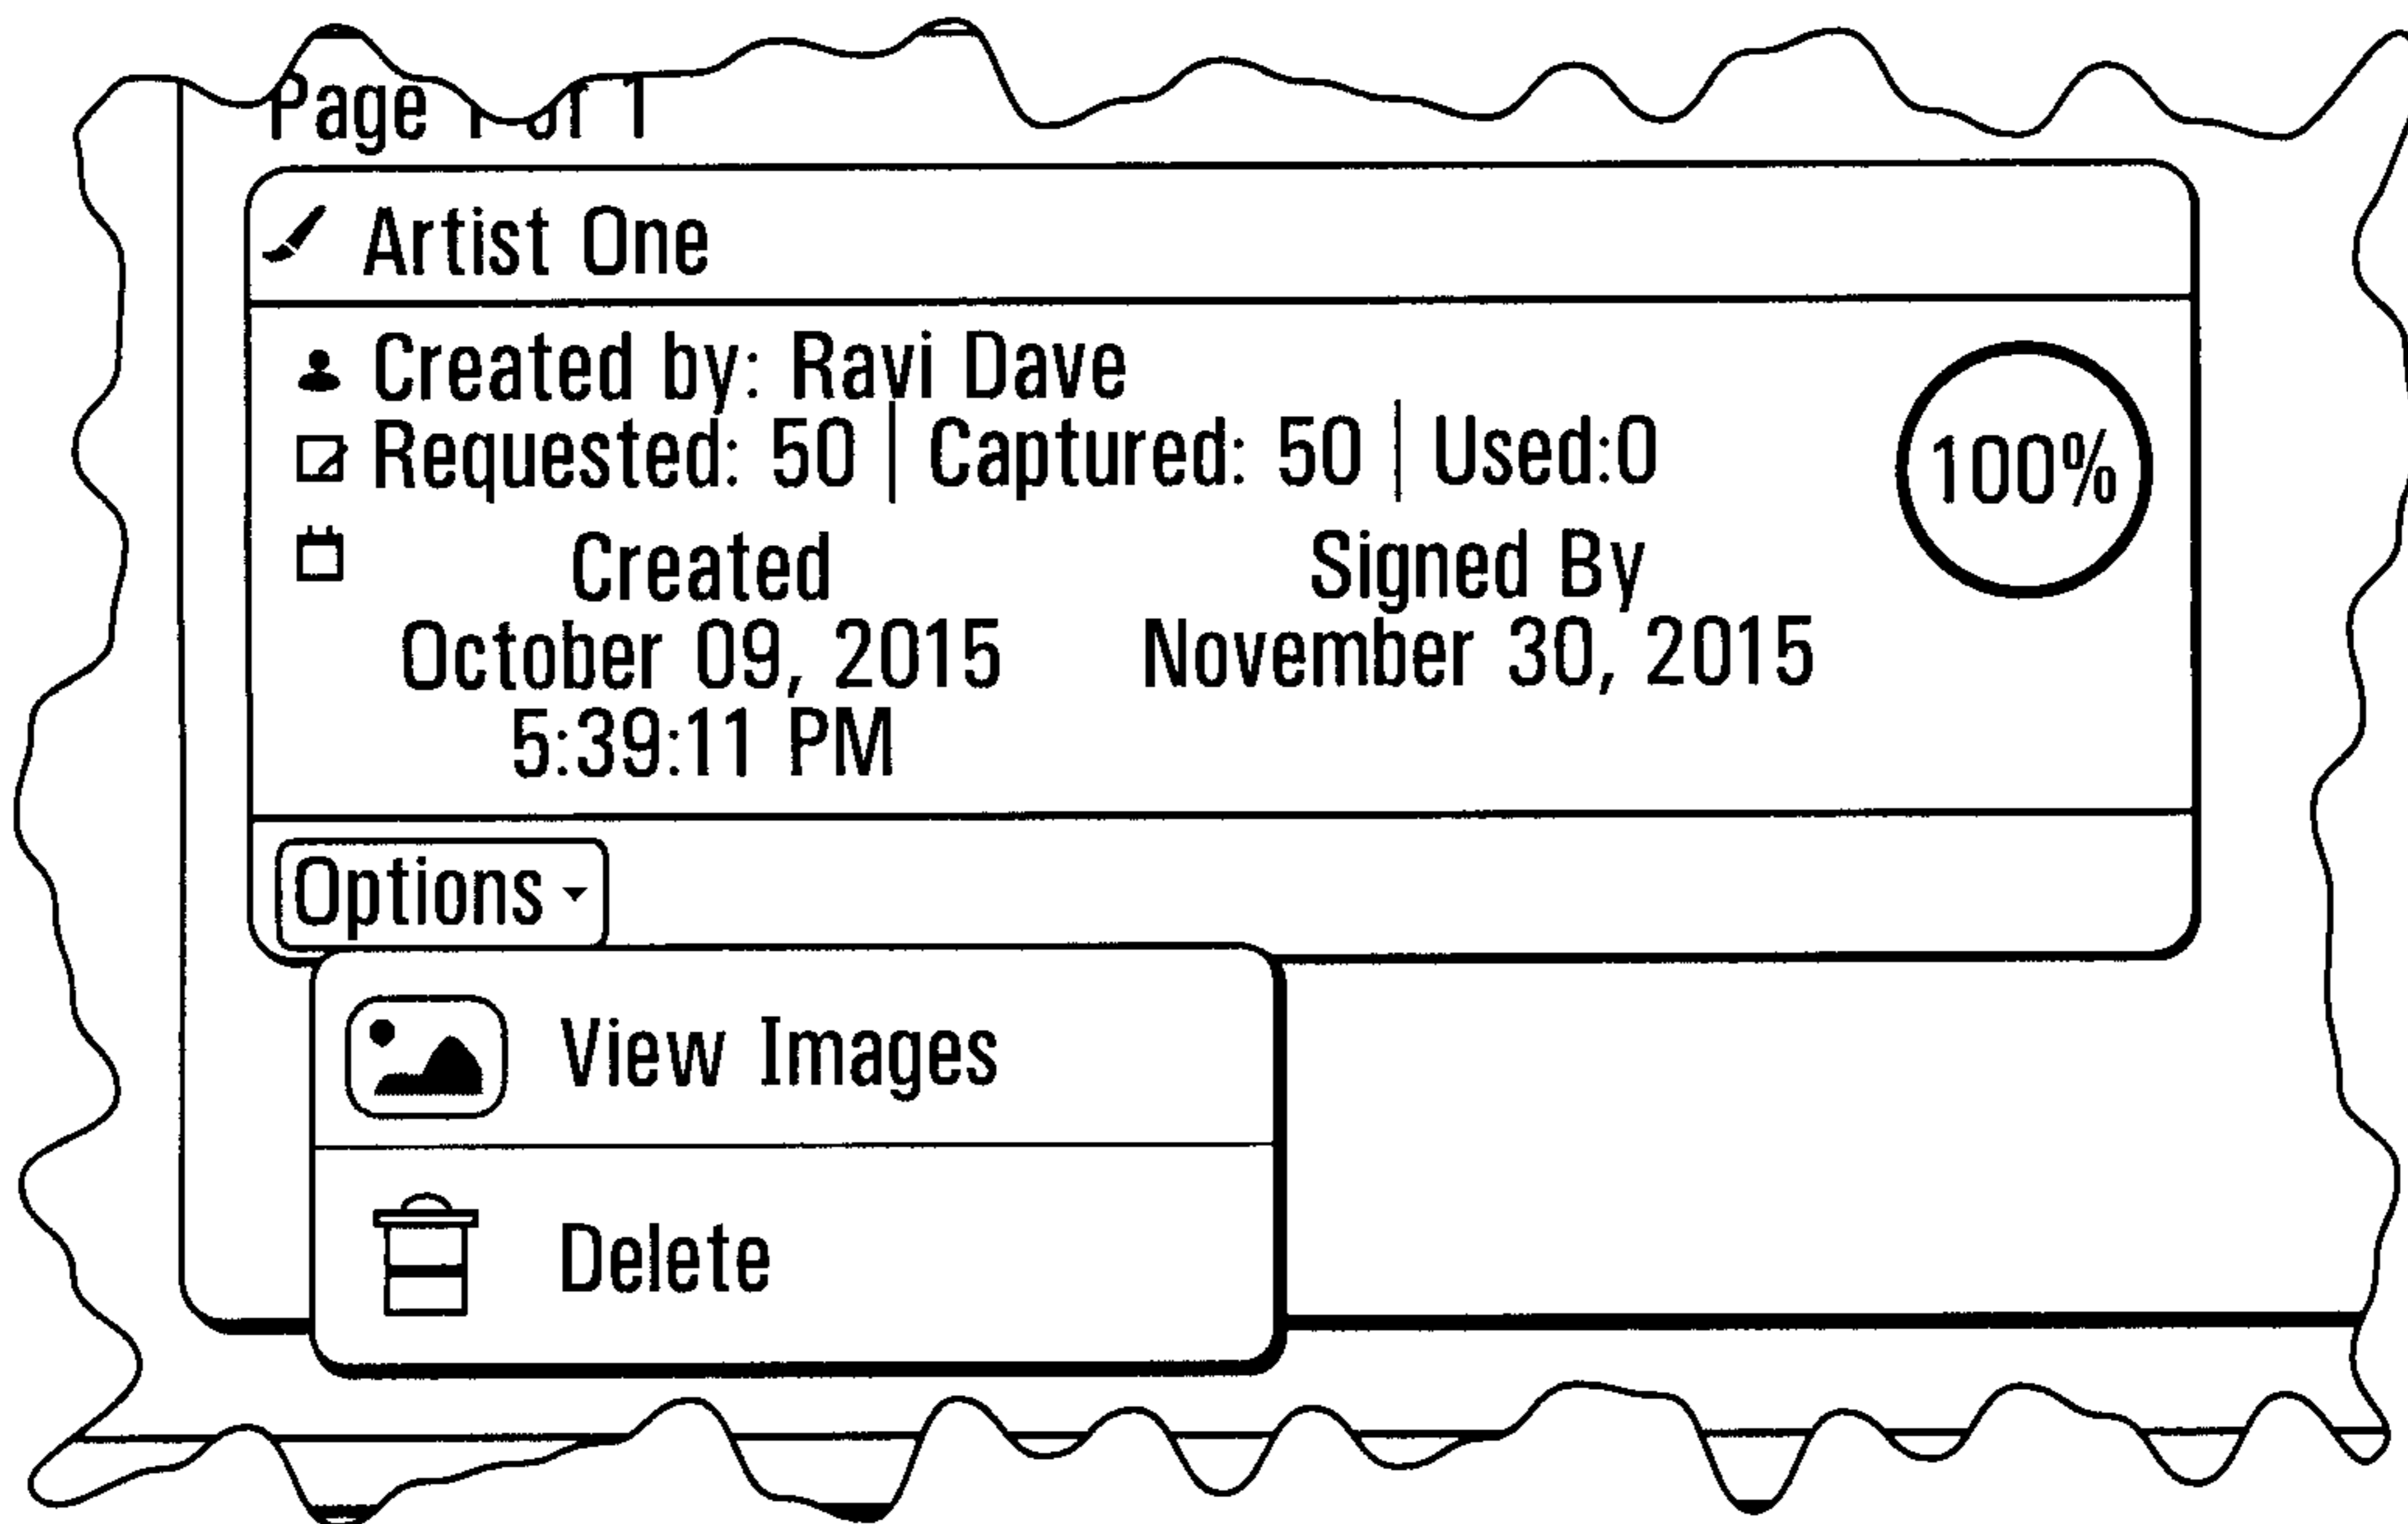 Page 1 of 1
Artist One
Created by: Ravi Dave
Requested: 50 | Captured: 50 | Used:0
100%
Created
October 09, 2015
5:39:11 PM
Signed By
November 30, 2015
Options
View Images
Delete